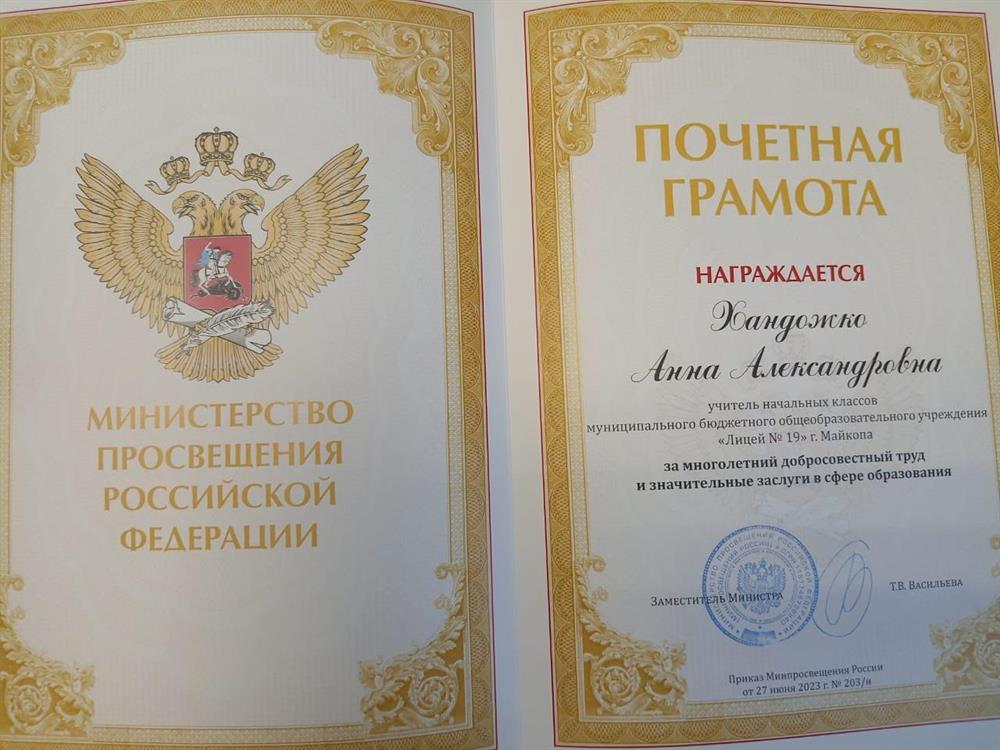 МИНИСТЕРСТВО
ПРОСВЕЩЕНИЯ
РОССИЙСКОЙ
ФЕДЕРАЦИИ
ПОЧЕТНАЯ
ГРАМОТА
НАГРАЖДАЕТСЯ
Хандожко
Анна Александровна
учитель начальных классов
муниципального бюджетного общеобразовательного учреждения
«Лицей № 19» г. Майкопа
за многолетний добросовестный труд
и значительные заслуги в сфере образования
Заместитель Министра
Т.В. Васильева
Приказ Минпросвещения России
от 27 июня 2023 г. № 203/н